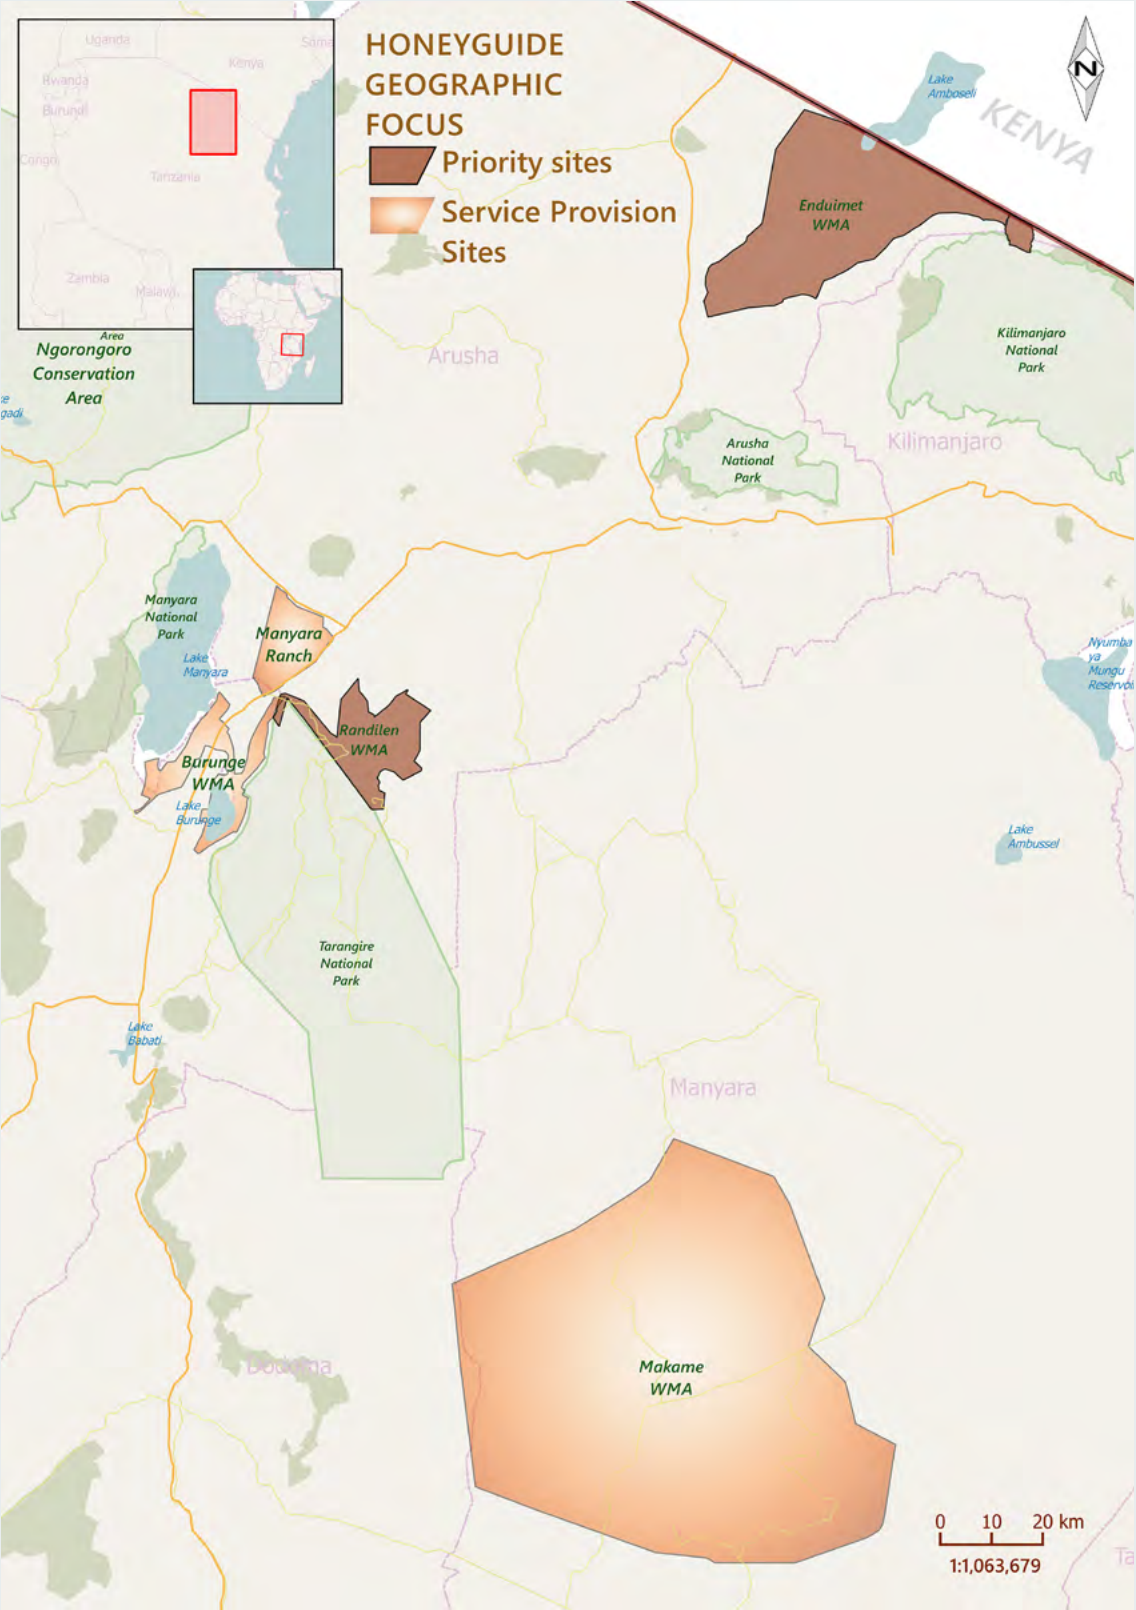 HONEYGUIDE
GEOGRAPHIC
FOCUS
Priority sites
Service Provision
Sites
Uganda
Kenya
Rwanda
Burundi
Congo
Tanzania
Zambia
Malawi
N
KENYA
Lake
Amboseli
Enduimet
WMA
Area
Ngorongoro
Conservation
Area
gadi
Arusha
Kilimanjaro
National
Park
Arusha
National
Park
Kilimanjaro
Manyara
National
Park
Lake
Manyara
Manyara
Ranch
Nyumba
ya
Mungu
Reservoi
Randilen
WMA
Burunge
WMA
Lake
Burunge
Lake
Ambussel
Tarangire
National
Park
Lake
Babati
Manyara
Dodoma
Makame
WMA
0 10 20 km
1:1,063,679
Ta